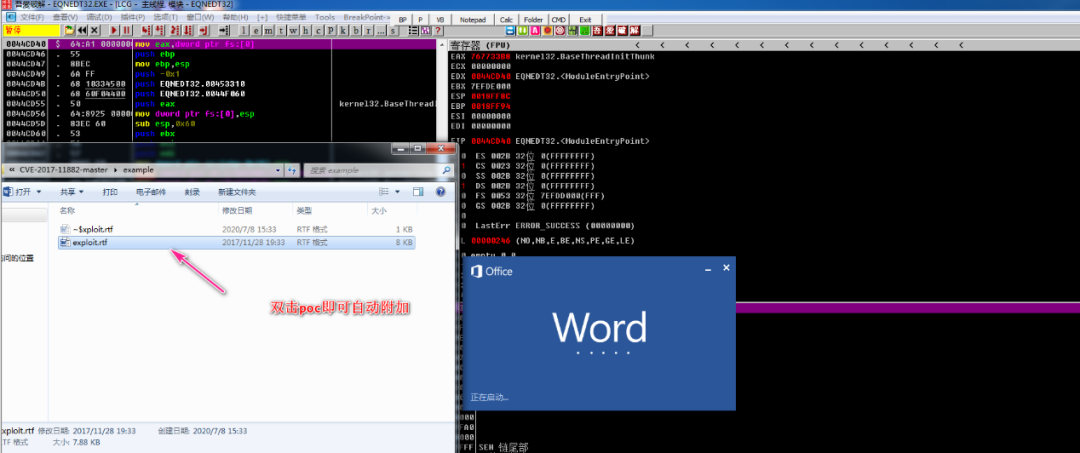 吾爱破解 - EQNEDT32.EXE - [LCG - 主线程, 模块 - EQNEDT32]
文件(F) 查看(V) 调试(D) 插件(P) 选项(T) 窗口(W) 帮助(H) [+] 快捷菜单 Tools BreakPoint-> BP P VB Notepad Calc Folder CMD Exit
暂停 l e m t w h c P k b r ... s ?
0044CD40 $ 64:A1 0000000 mov eax,dword ptr fs:[0]
0044CD46 . 55 push ebp
0044CD47 . 8BEC mov ebp,esp
0044CD49 . 6A FF push -0x1
0044CD4B . 68 10334500 push EQNEDT32.00453310
0044CD50 . 68 60F04400 push EQNEDT32.0044F060
0044CD55 . 50 push eax kernel32.BaseThreadI
0044CD56 . 64:8925 0000 mov dword ptr fs:[0],esp
0044CD5D . 83EC 60 sub esp,0x60
0044CD60 . 53 push ebx
寄存器 (FPU) < < < < < < < < < < < <
EAX 76773388 kernel32.BaseThreadInitThunk
ECX 00000000
EDX 0044CD40 EQNEDT32.<ModuleEntryPoint>
EBX 7EFDE000
ESP 0018FF8C
EBP 0018FF94
ESI 00000000
EDI 00000000
EIP 0044CD40 EQNEDT32.<ModuleEntryPoint>
0 ES 002B 32位 0(FFFFFFFF)
CS 0023 32位 0(FFFFFFFF)
0 SS 002B 32位 0(FFFFFFFF)
DS 002B 32位 0(FFFFFFFF)
0 FS 0053 32位 7EFDD000(FFF)
0 GS 002B 32位 0(FFFFFFFF)
0 LastErr ERROR_SUCCESS (00000000)
L 00000246 (NO,NB,E,BE,NS,PE,GE,LE)
« CVE-2017-11882-master ▸ example 搜索 example
打开 共享 打印 电子邮件 刻录 新建文件夹
名称 修改日期 类型 大小
~$xploit.rtf 2020/7/8 15:33 RTF 格式 1 KB
exploit.rtf 2017/11/28 19:33 RTF 格式 8 KB
问的位置
双击poc即可自动附加
Office
Word
正在启动...
xploit.rtf 修改日期: 2017/11/28 19:33 创建日期: 2020/7/8 15:33
TF 格式 大小: 7.88 KB
FFF SEH 链尾部